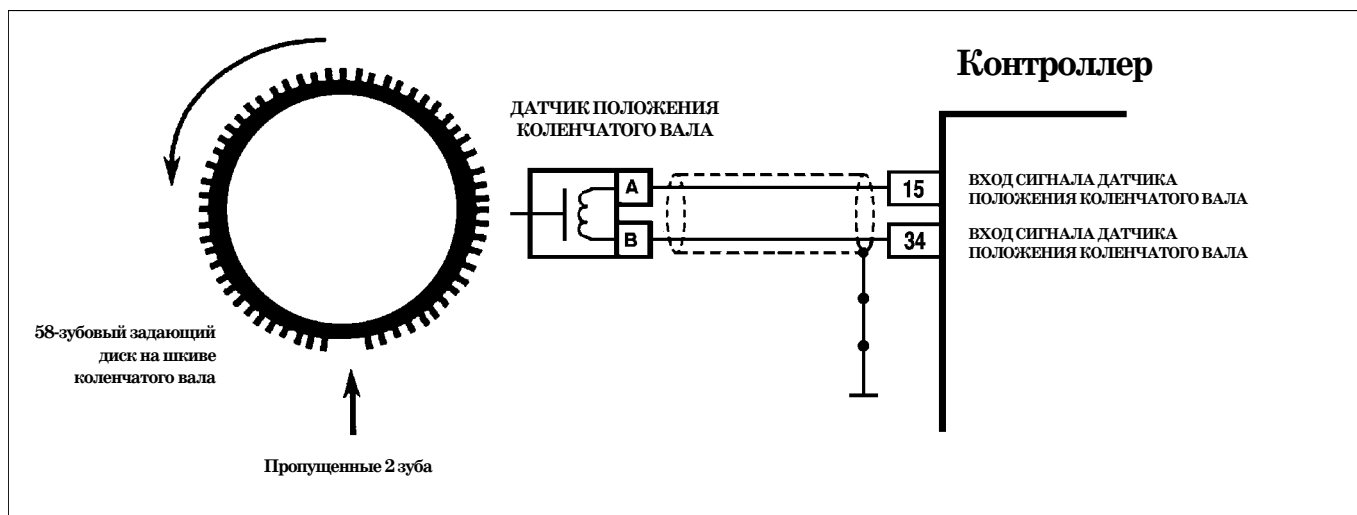 Контроллер
ДАТЧИК ПОЛОЖЕНИЯ
КОЛЕНЧАТОГО ВАЛА
A
B
15
34
ВХОД СИГНАЛА ДАТЧИКА
ПОЛОЖЕНИЯ КОЛЕНЧАТОГО ВАЛА
ВХОД СИГНАЛА ДАТЧИКА
ПОЛОЖЕНИЯ КОЛЕНЧАТОГО ВАЛА
58-зубовый задающий
диск на шкиве
коленчатого вала
Пропущенные 2 зуба